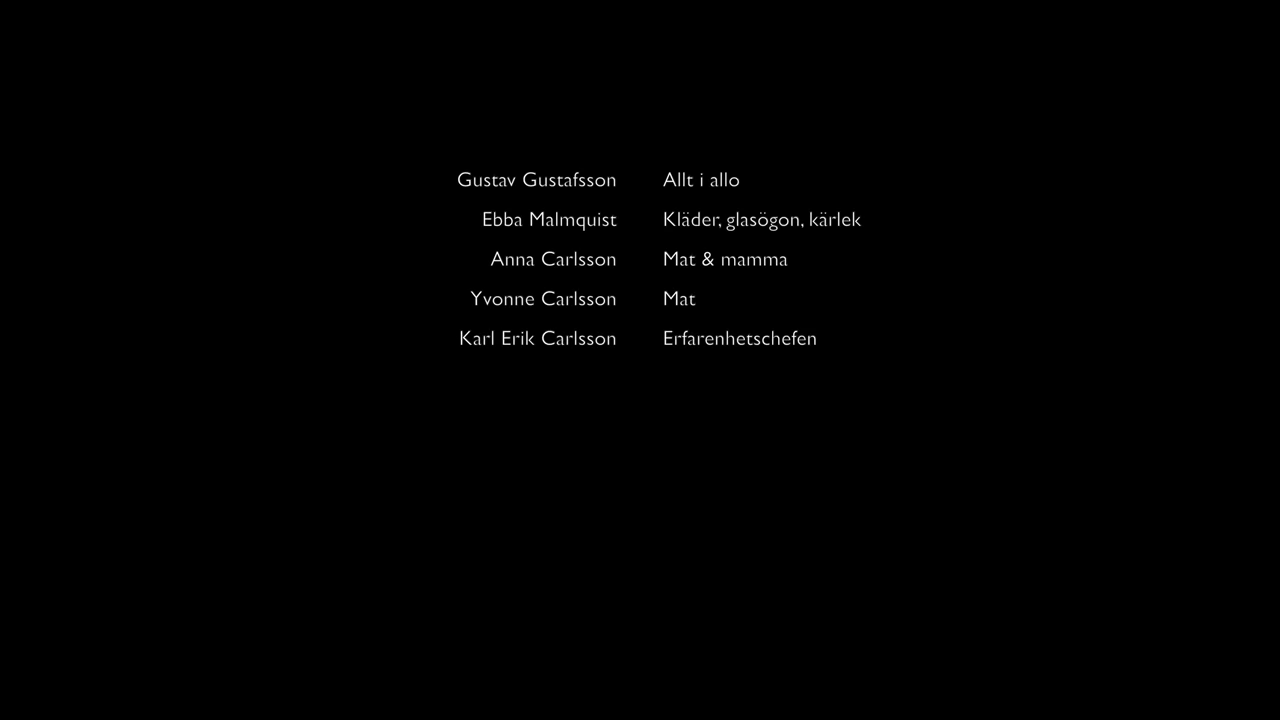 Gustav Gustafsson Allt i allo
Ebba Malmquist Kläder, glasögon, kärlek
Anna Carlsson Mat & mamma
Yvonne Carlsson Mat
Karl Erik Carlsson Erfarenhetschefen